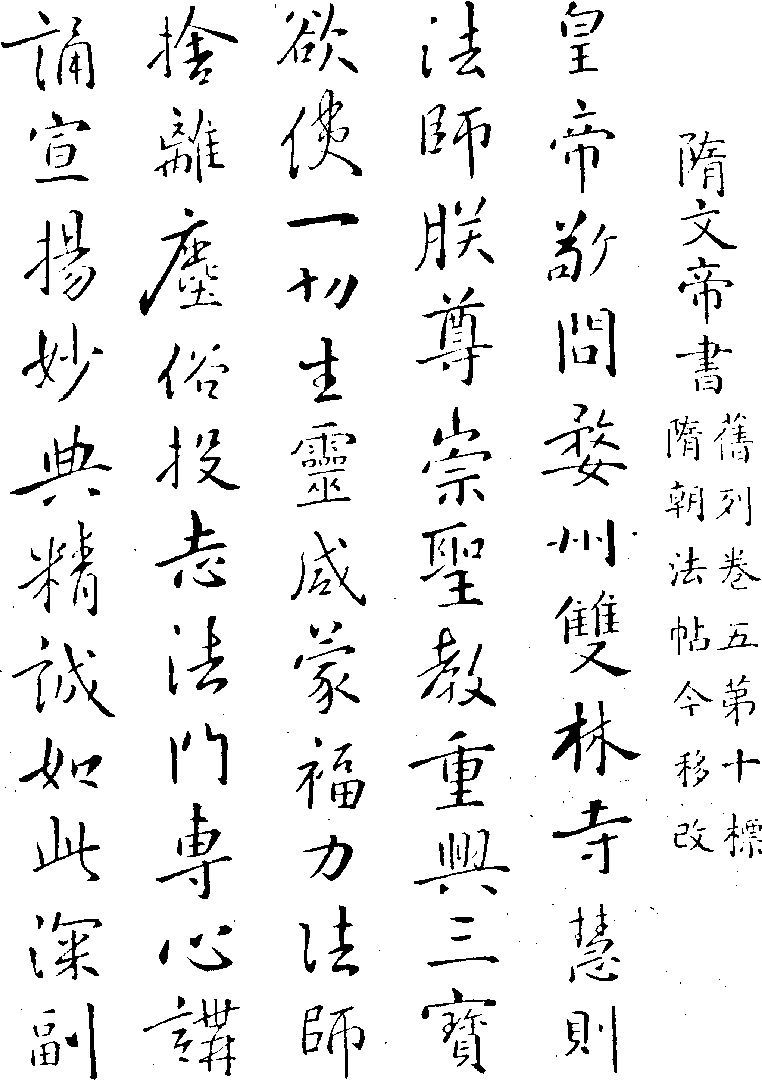 隋文帝書
舊列卷五第十標
隋朝法帖今移改
皇帝敬問婺州雙林寺慧則
法師朕尊崇聖教重興三寶
欲使一切生靈咸蒙福力法師
捨離塵俗投志法門專心講
誦宣揚妙典精誠如此深副